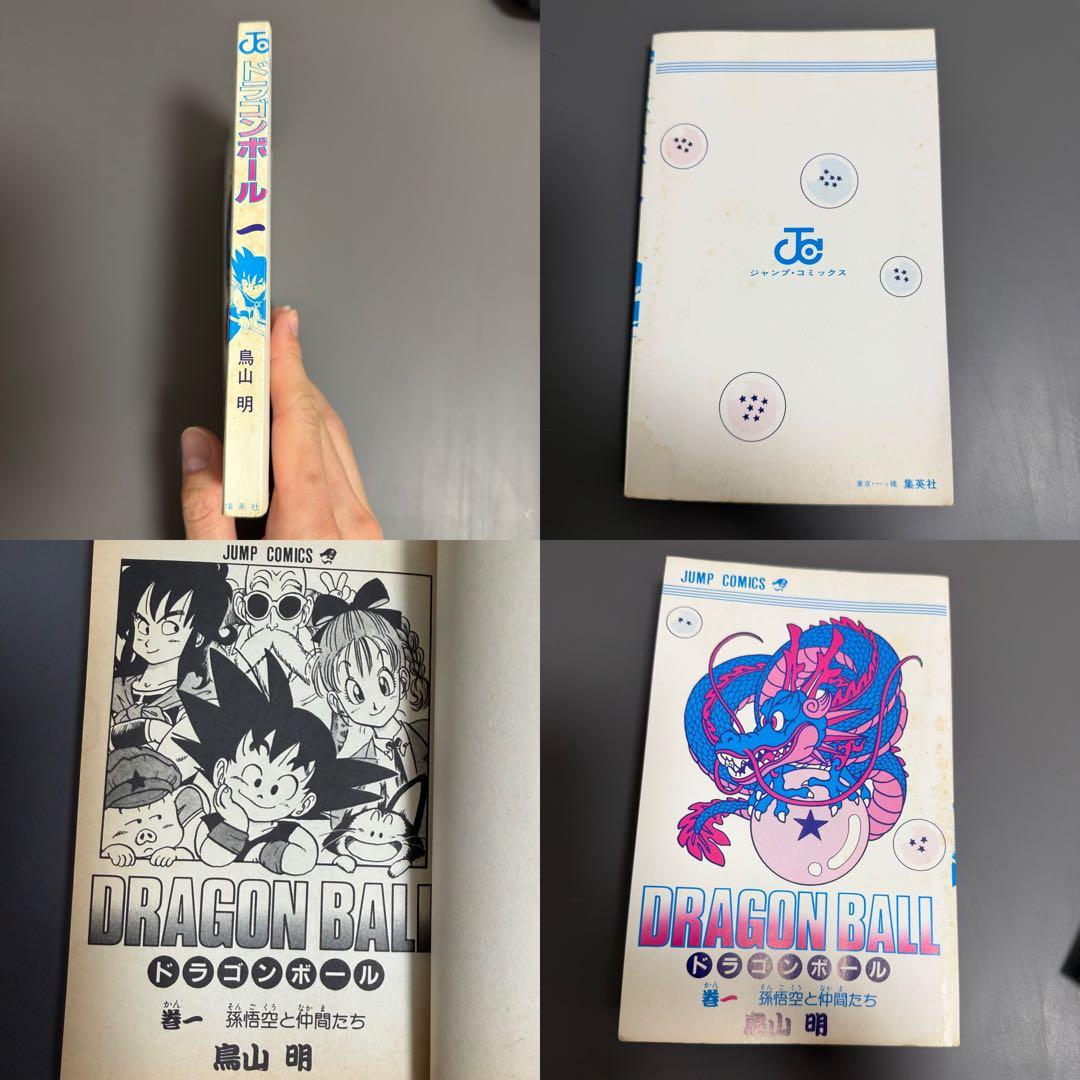 JC
ドラゴンボール
一
鳥山 明
集英社
JC
ジャンプ・コミックス
東京・一ツ橋 集英社
JUMP COMICS
DRAGON BALL
ドラゴンボール
かん そんごくう なかま
巻一 孫悟空と仲間たち
鳥山 明
JUMP COMICS
DRAGON BALL
ドラゴンボール
かん そんごくう なかま
巻一 孫悟空と仲間たち
鳥山 明